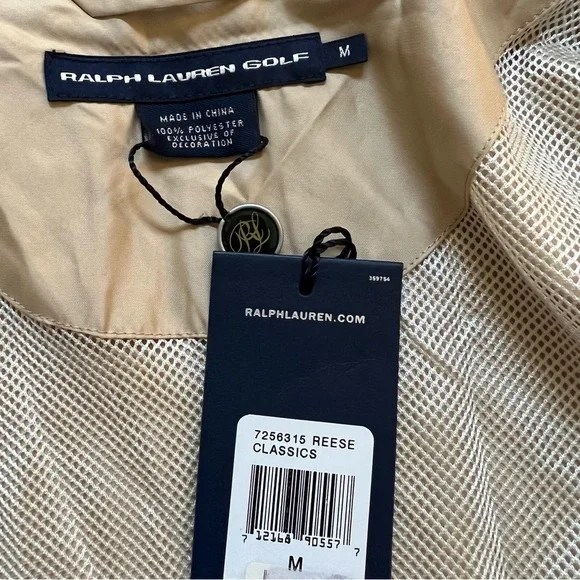 RALPH LAUREN GOLF
M
MADE IN CHINA
100% POLYESTER
EXCLUSIVE OF
DECORATION
359754
RALPHLAUREN.COM
7256315 REESE
CLASSICS
7 12168 90557 7
M